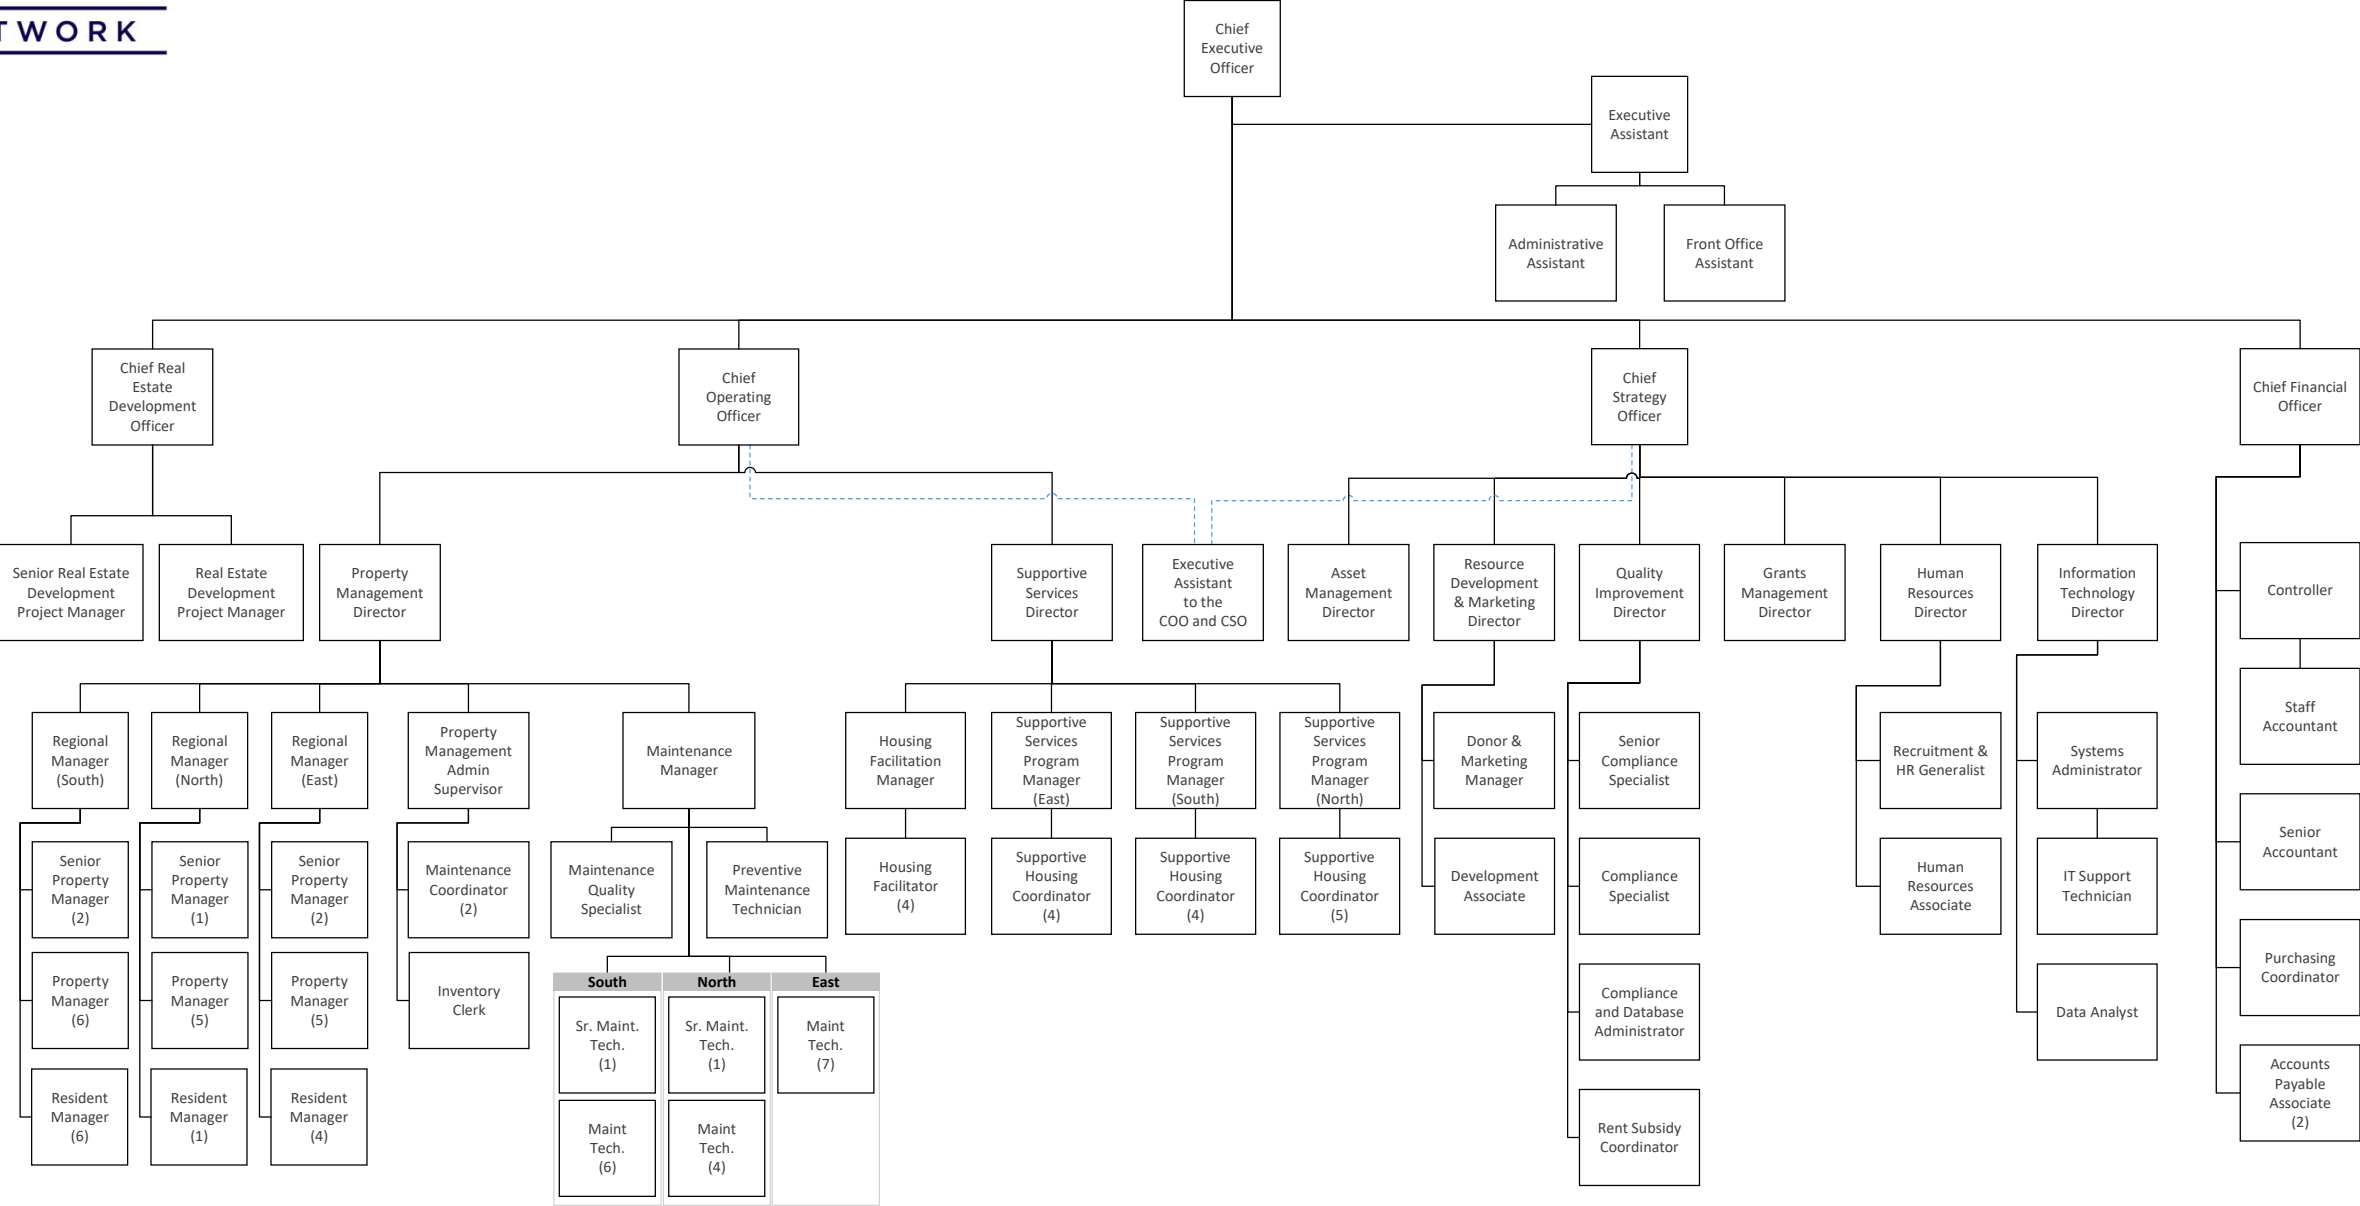 TWORK
Chief
Executive
Officer
Executive
Assistant
Administrative
Assistant
Front Office
Assistant
Chief Real
Estate
Development
Officer
Chief
Operating
Officer
Chief
Strategy
Officer
Chief Financial
Officer
Senior Real Estate
Development
Project Manager
Real Estate
Development
Project Manager
Property
Management
Director
Supportive
Services
Director
Executive
Assistant
to the
COO and CSO
Asset
Management
Director
Resource
Development
& Marketing
Director
Quality
Improvement
Director
Grants
Management
Director
Human
Resources
Director
Information
Technology
Director
Controller
Regional
Manager
(South)
Regional
Manager
(North)
Regional
Manager
(East)
Property
Management
Admin
Supervisor
Maintenance
Manager
Housing
Facilitation
Manager
Supportive
Services
Program
Manager
(East)
Supportive
Services
Program
Manager
(South)
Supportive
Services
Program
Manager
(North)
Donor &
Marketing
Manager
Senior
Compliance
Specialist
Recruitment &
HR Generalist
Systems
Administrator
Staff
Accountant
Senior
Property
Manager
(2)
Senior
Property
Manager
(1)
Senior
Property
Manager
(2)
Maintenance
Coordinator
(2)
Maintenance
Quality
Specialist
Preventive
Maintenance
Technician
Housing
Facilitator
(4)
Supportive
Housing
Coordinator
(4)
Supportive
Housing
Coordinator
(4)
Supportive
Housing
Coordinator
(5)
Development
Associate
Compliance
Specialist
Human
Resources
Associate
IT Support
Technician
Senior
Accountant
Property
Manager
(6)
Property
Manager
(5)
Property
Manager
(5)
Inventory
Clerk
South
North
East
Sr. Maint.
Tech.
(1)
Sr. Maint.
Tech.
(1)
Maint
Tech.
(7)
Compliance
and Database
Administrator
Data Analyst
Purchasing
Coordinator
Resident
Manager
(6)
Resident
Manager
(1)
Resident
Manager
(4)
Maint
Tech.
(6)
Maint
Tech.
(4)
Rent Subsidy
Coordinator
Accounts
Payable
Associate
(2)